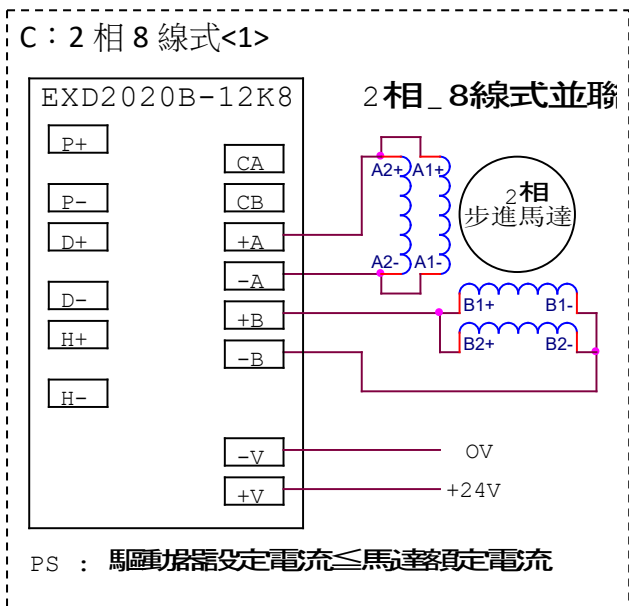 C：2相8線式<1>
EXD2020B-12K8
2相_8線式並聯
P+
CA
A2+
A1+
P-
CB
2相
步進馬達
D+
+A
A2-
A1-
-A
D-
+B
B1+
B1-
H+
-B
B2+
B2-
H-
-V
0V
+V
+24V
PS : 驅動器設定電流≦馬達額定電流